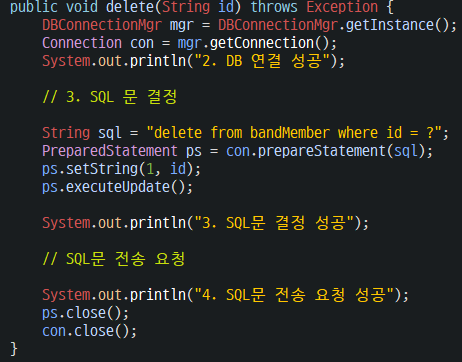 public void delete(String id) throws Exception {
DBConnectionMgr mgr = DBConnectionMgr.getInstance();
Connection con = mgr.getConnection();
System.out.println("2. DB 연결 성공");
// 3. SQL 문 결정
String sql = "delete from bandMember where id = ?";
PreparedStatement ps = con.prepareStatement(sql);
ps.setString(1, id);
ps.executeUpdate();
System.out.println("3. SQL문 결정 성공");
// SQL문 전송 요청
System.out.println("4. SQL문 전송 요청 성공");
ps.close();
con.close();
}